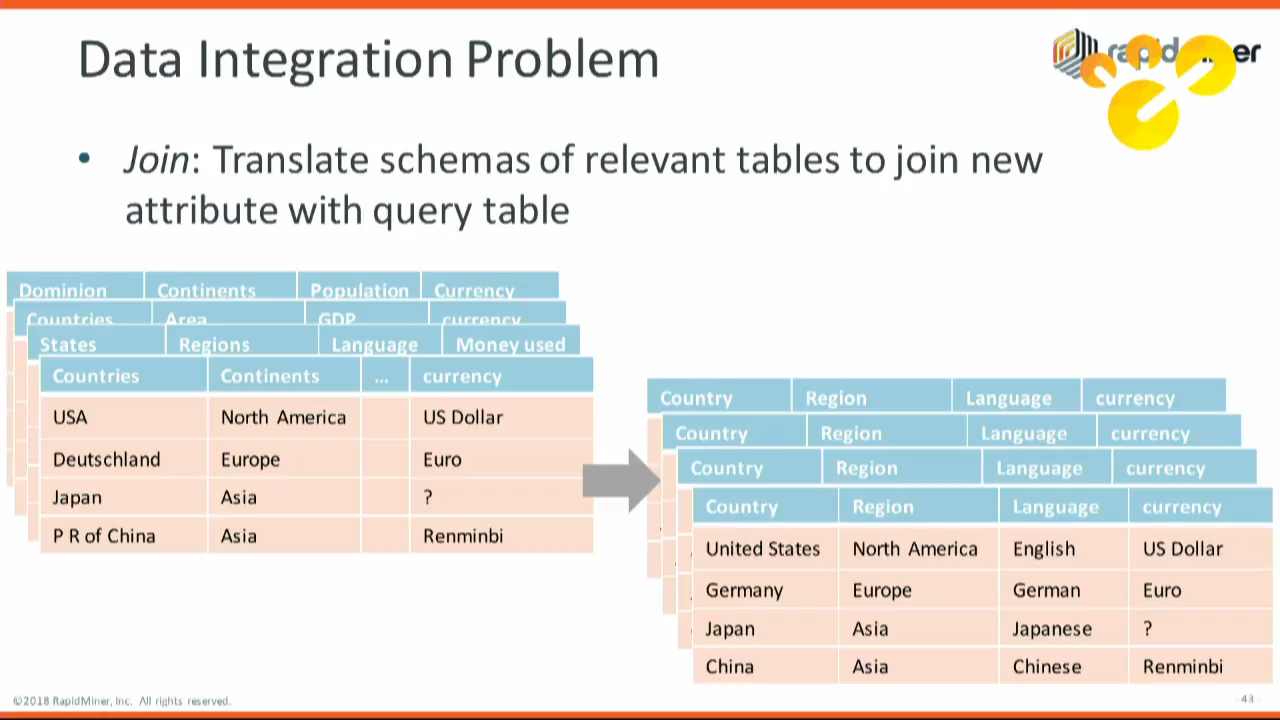 Data Integration Problem
rapidMiner
• Join: Translate schemas of relevant tables to join new
attribute with query table
Dominion Continents Population Currency
Countries Area GDP currency
States Regions Language Money used
Countries Continents ... currency
USA North America US Dollar
Deutschland Europe Euro
Japan Asia ?
P R of China Asia Renminbi
Country Region Language currency
Country Region Language currency
Country Region Language currency
Country Region Language currency
United States North America English US Dollar
Germany Europe German Euro
Japan Asia Japanese ?
China Asia Chinese Renminbi
©2018 RapidMiner, Inc. All rights reserved.
43